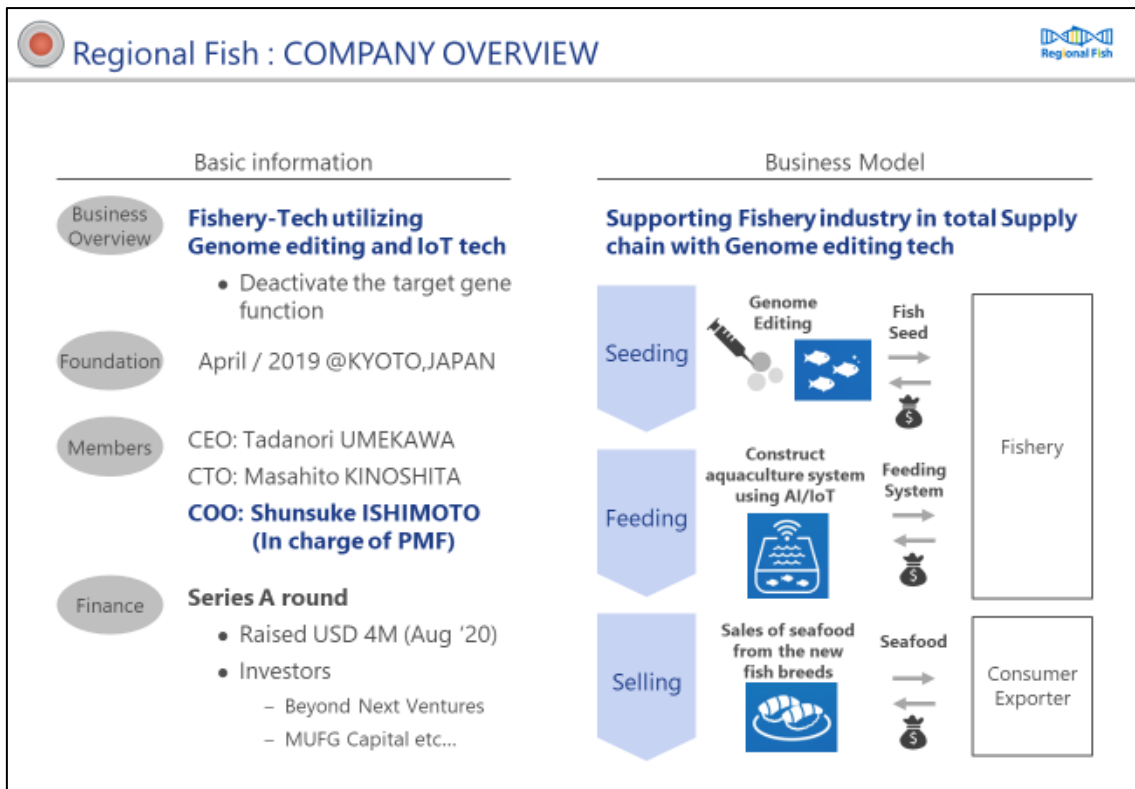 Regional Fish : COMPANY OVERVIEW
Regional Fish
Basic information
Business
Overview
Fishery-Tech utilizing
Genome editing and IoT tech
• Deactivate the target gene
function
Foundation
April / 2019 @KYOTO,JAPAN
Members
CEO: Tadanori UMEKAWA
CTO: Masahito KINOSHITA
COO: Shunsuke ISHIMOTO
(In charge of PMF)
Finance
Series A round
• Raised USD 4M (Aug ‘20)
• Investors
– Beyond Next Ventures
– MUFG Capital etc...
Business Model
Supporting Fishery industry in total Supply
chain with Genome editing tech
Seeding
Genome
Editing
Fish
Seed
$
Fishery
Feeding
Construct
aquaculture system
using AI/IoT
Feeding
System
$
Selling
Sales of seafood
from the new
fish breeds
Seafood
$
Consumer
Exporter